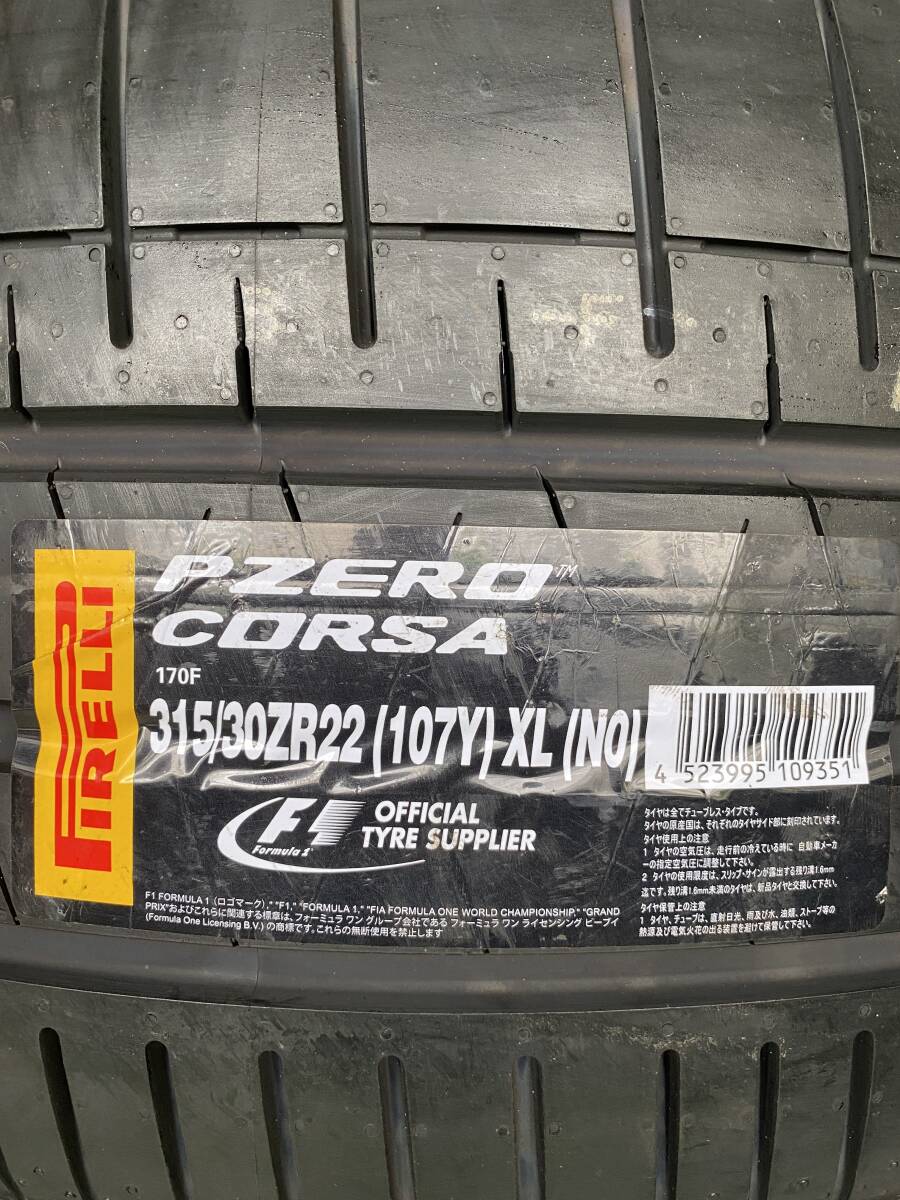 PIRELLI
PZERO™
CORSA
170F
315/30ZR22 (107Y) XL (N0)
4 523995 109351
F1 Formula 1™
OFFICIAL
TYRE SUPPLIER
F1 FORMULA 1 (ロゴマーク)," "F1," "FORMULA 1," "FIA FORMULA ONE WORLD CHAMPIONSHIP," "GRAND
PRIX"およびこれらに関連する標章は、フォーミュラ ワン グループ会社である フォーミュラ ワン ライセンシング ビーブイ
(Formula One Licensing B.V.) の商標です。これらの無断使用を禁止します
タイヤは全てチューブレス・タイプです。
タイヤの原産国は、それぞれのタイヤサイド部に刻印されています。
タイヤ使用上の注意
1 タイヤの空気圧は、走行前の冷えている時に 自動車メーカ
ーの指定空気圧に調整して下さい。
2 タイヤの使用限度は、スリップ・サインが露出する残り溝1.6mm
迄です。残り溝1.6mm未満のタイヤは、新品タイヤと交換して下さい。
タイヤ保管上の注意
1 タイヤ、チューブは、直射日光、雨及び水、油類、ストーブ等の
熱源及び電気火花の出る装置を避けて保管して下さい。